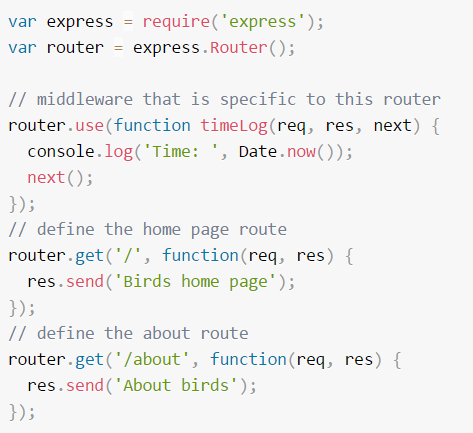 var express = require('express');
var router = express.Router();

// middleware that is specific to this router
router.use(function timeLog(req, res, next) {
  console.log('Time: ', Date.now());
  next();
});
// define the home page route
router.get('/', function(req, res) {
  res.send('Birds home page');
});
// define the about route
router.get('/about', function(req, res) {
  res.send('About birds');
});